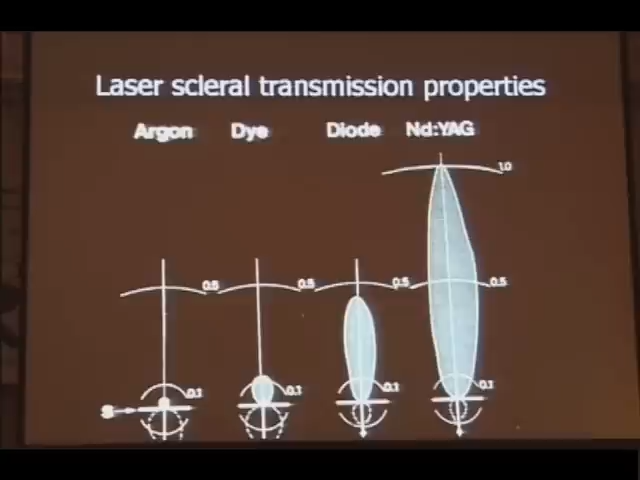 Laser scleral transmission properties
Argon Dye Diode Nd:YAG
1.0
0.5 0.5 0.5 0.5
0.1 0.1 0.1 0.1
S